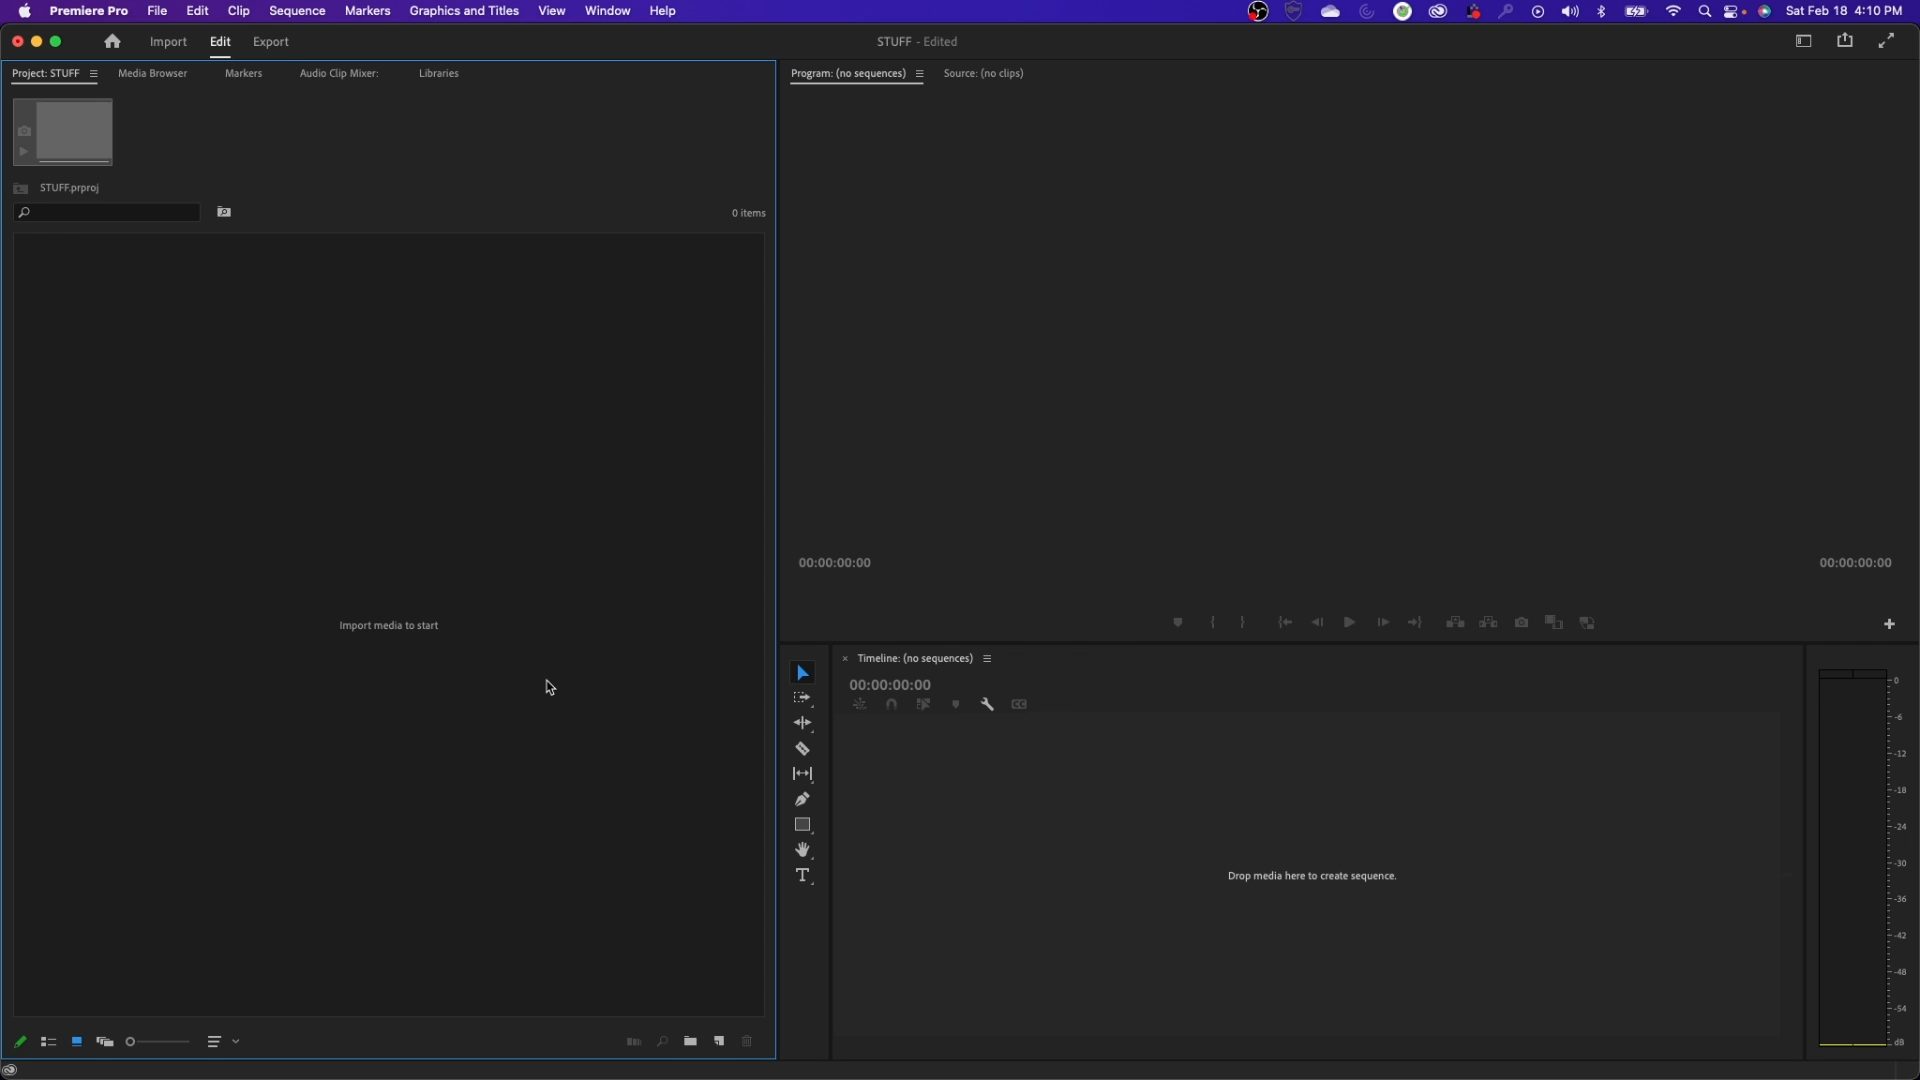 Premiere Pro File Edit Clip Sequence Markers Graphics and Titles View Window Help Sat Feb 18 4:10 PM
Import Edit Export STUFF - Edited
Project: STUFF Media Browser Markers Audio Clip Mixer: Libraries Program: (no sequences) Source: (no clips)
STUFF.prproj
0 items
00:00:00:00 00:00:00:00
Import media to start
Timeline: (no sequences)
00:00:00:00
CC
Drop media here to create sequence.
0
-6
-12
-18
-24
-30
-36
-42
-48
-54
dB